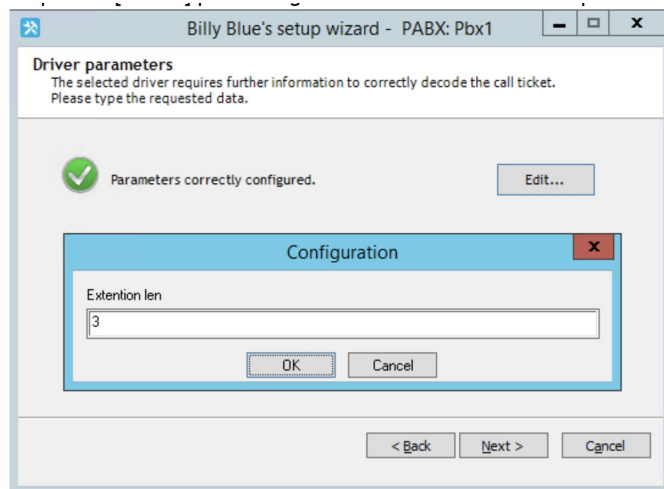 Billy Blue's setup wizard - PABX: Pbx1
Driver parameters
The selected driver requires further information to correctly decode the call ticket.
Please type the requested data.
Parameters correctly configured.
Edit...
Configuration
Extention len
3
OK
Cancel
< Back
Next >
Cancel